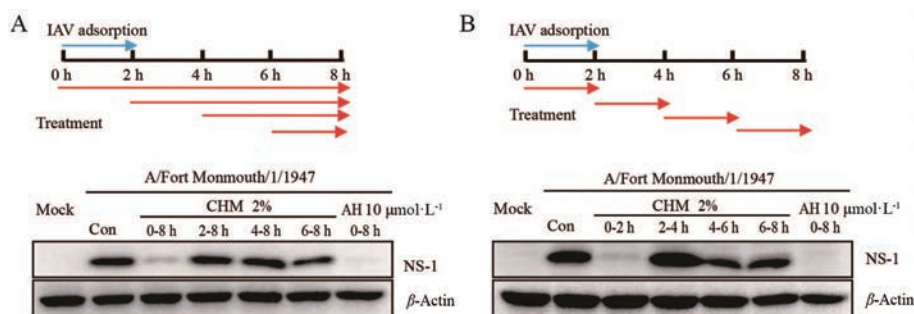 A
IAV adsorption
0 h 2 h 4 h 6 h 8 h
Treatment
A/Fort Monmouth/1/1947
Mock CHM 2% AH 10 μmol·L⁻¹
Con 0-8 h 2-8 h 4-8 h 6-8 h 0-8 h
NS-1
β-Actin
B
IAV adsorption
0 h 2 h 4 h 6 h 8 h
Treatment
A/Fort Monmouth/1/1947
Mock CHM 2% AH 10 μmol·L⁻¹
Con 0-2 h 2-4 h 4-6 h 6-8 h 0-8 h
NS-1
β-Actin